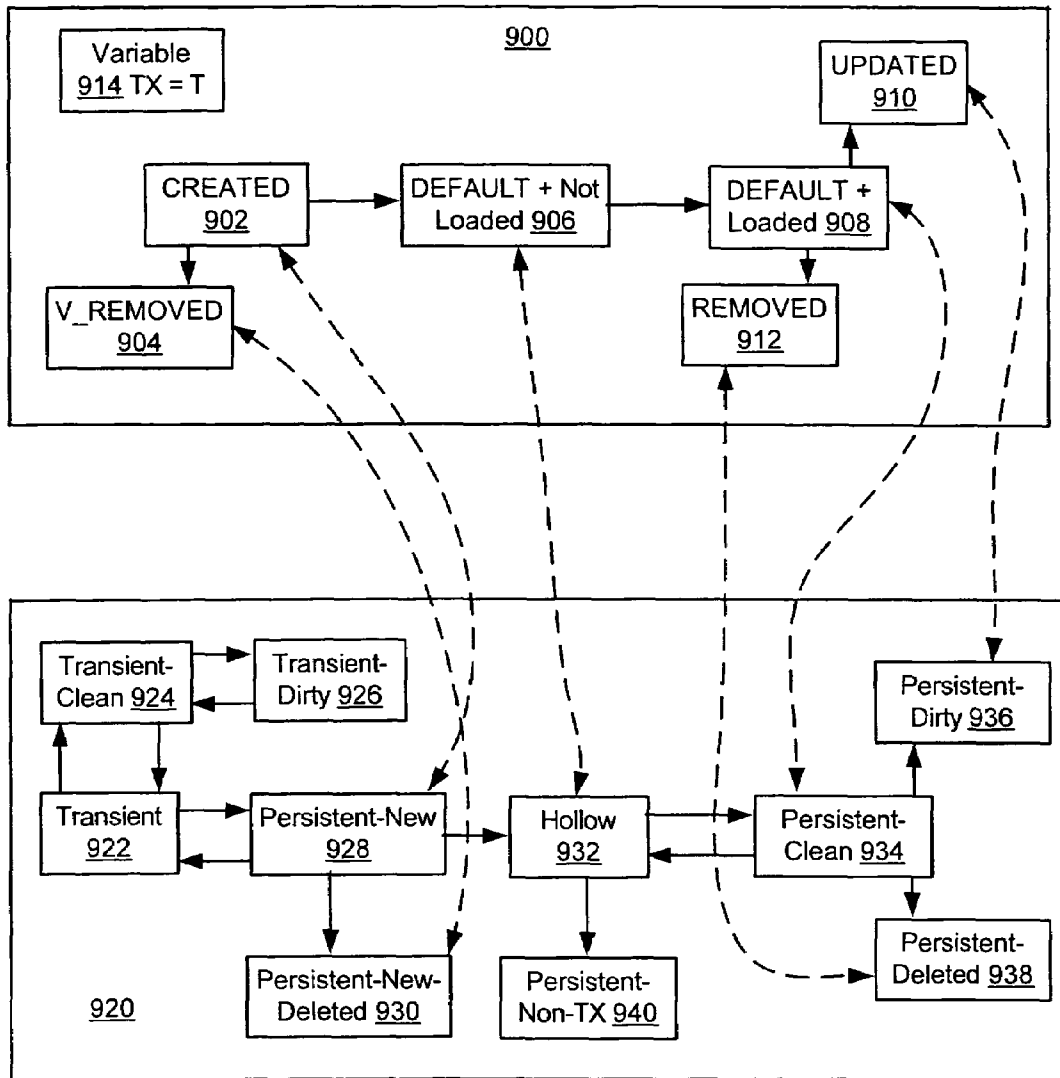 900
Variable
914 TX = T
UPDATED
910
CREATED
902
DEFAULT + Not
Loaded 906
DEFAULT +
Loaded 908
V_REMOVED
904
REMOVED
912
Transient-
Clean 924
Transient-
Dirty 926
Persistent-
Dirty 936
Transient
922
Persistent-New
928
Hollow
932
Persistent-
Clean 934
920
Persistent-New-
Deleted 930
Persistent-
Non-TX 940
Persistent-
Deleted 938